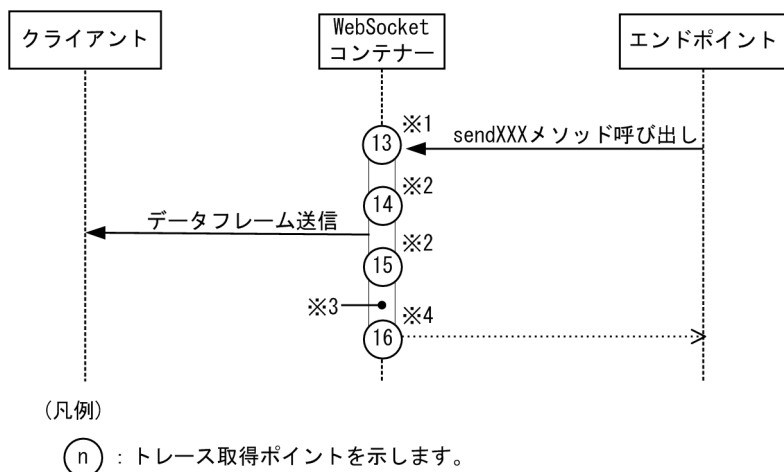 クライアント
WebSocket
コンテナー
エンドポイント
※1
13
sendXXXメソッド呼び出し
※2
14
データフレーム送信
※2
15
※3
※4
16
(凡例)
n : トレース取得ポイントを示します。